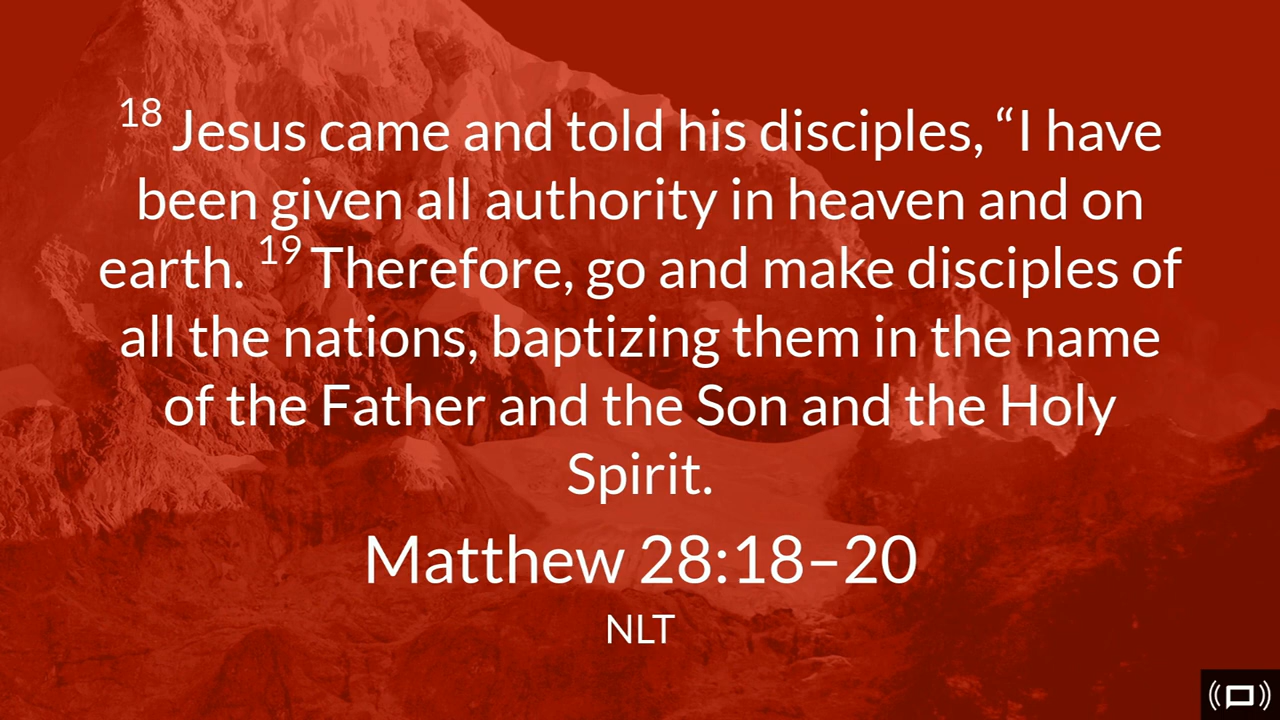 18 Jesus came and told his disciples, “I have
been given all authority in heaven and on
earth. 19 Therefore, go and make disciples of
all the nations, baptizing them in the name
of the Father and the Son and the Holy
Spirit.
Matthew 28:18–20
NLT